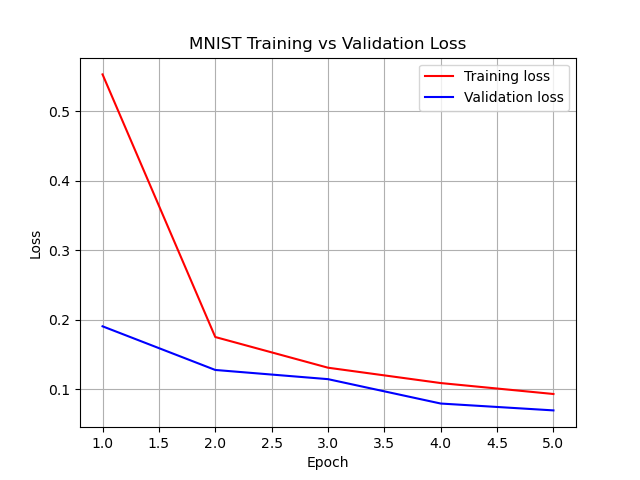 MNIST Training vs Validation Loss
Training loss
Validation loss
0.5
0.4
0.3
0.2
0.1
Loss
1.0 1.5 2.0 2.5 3.0 3.5 4.0 4.5 5.0
Epoch